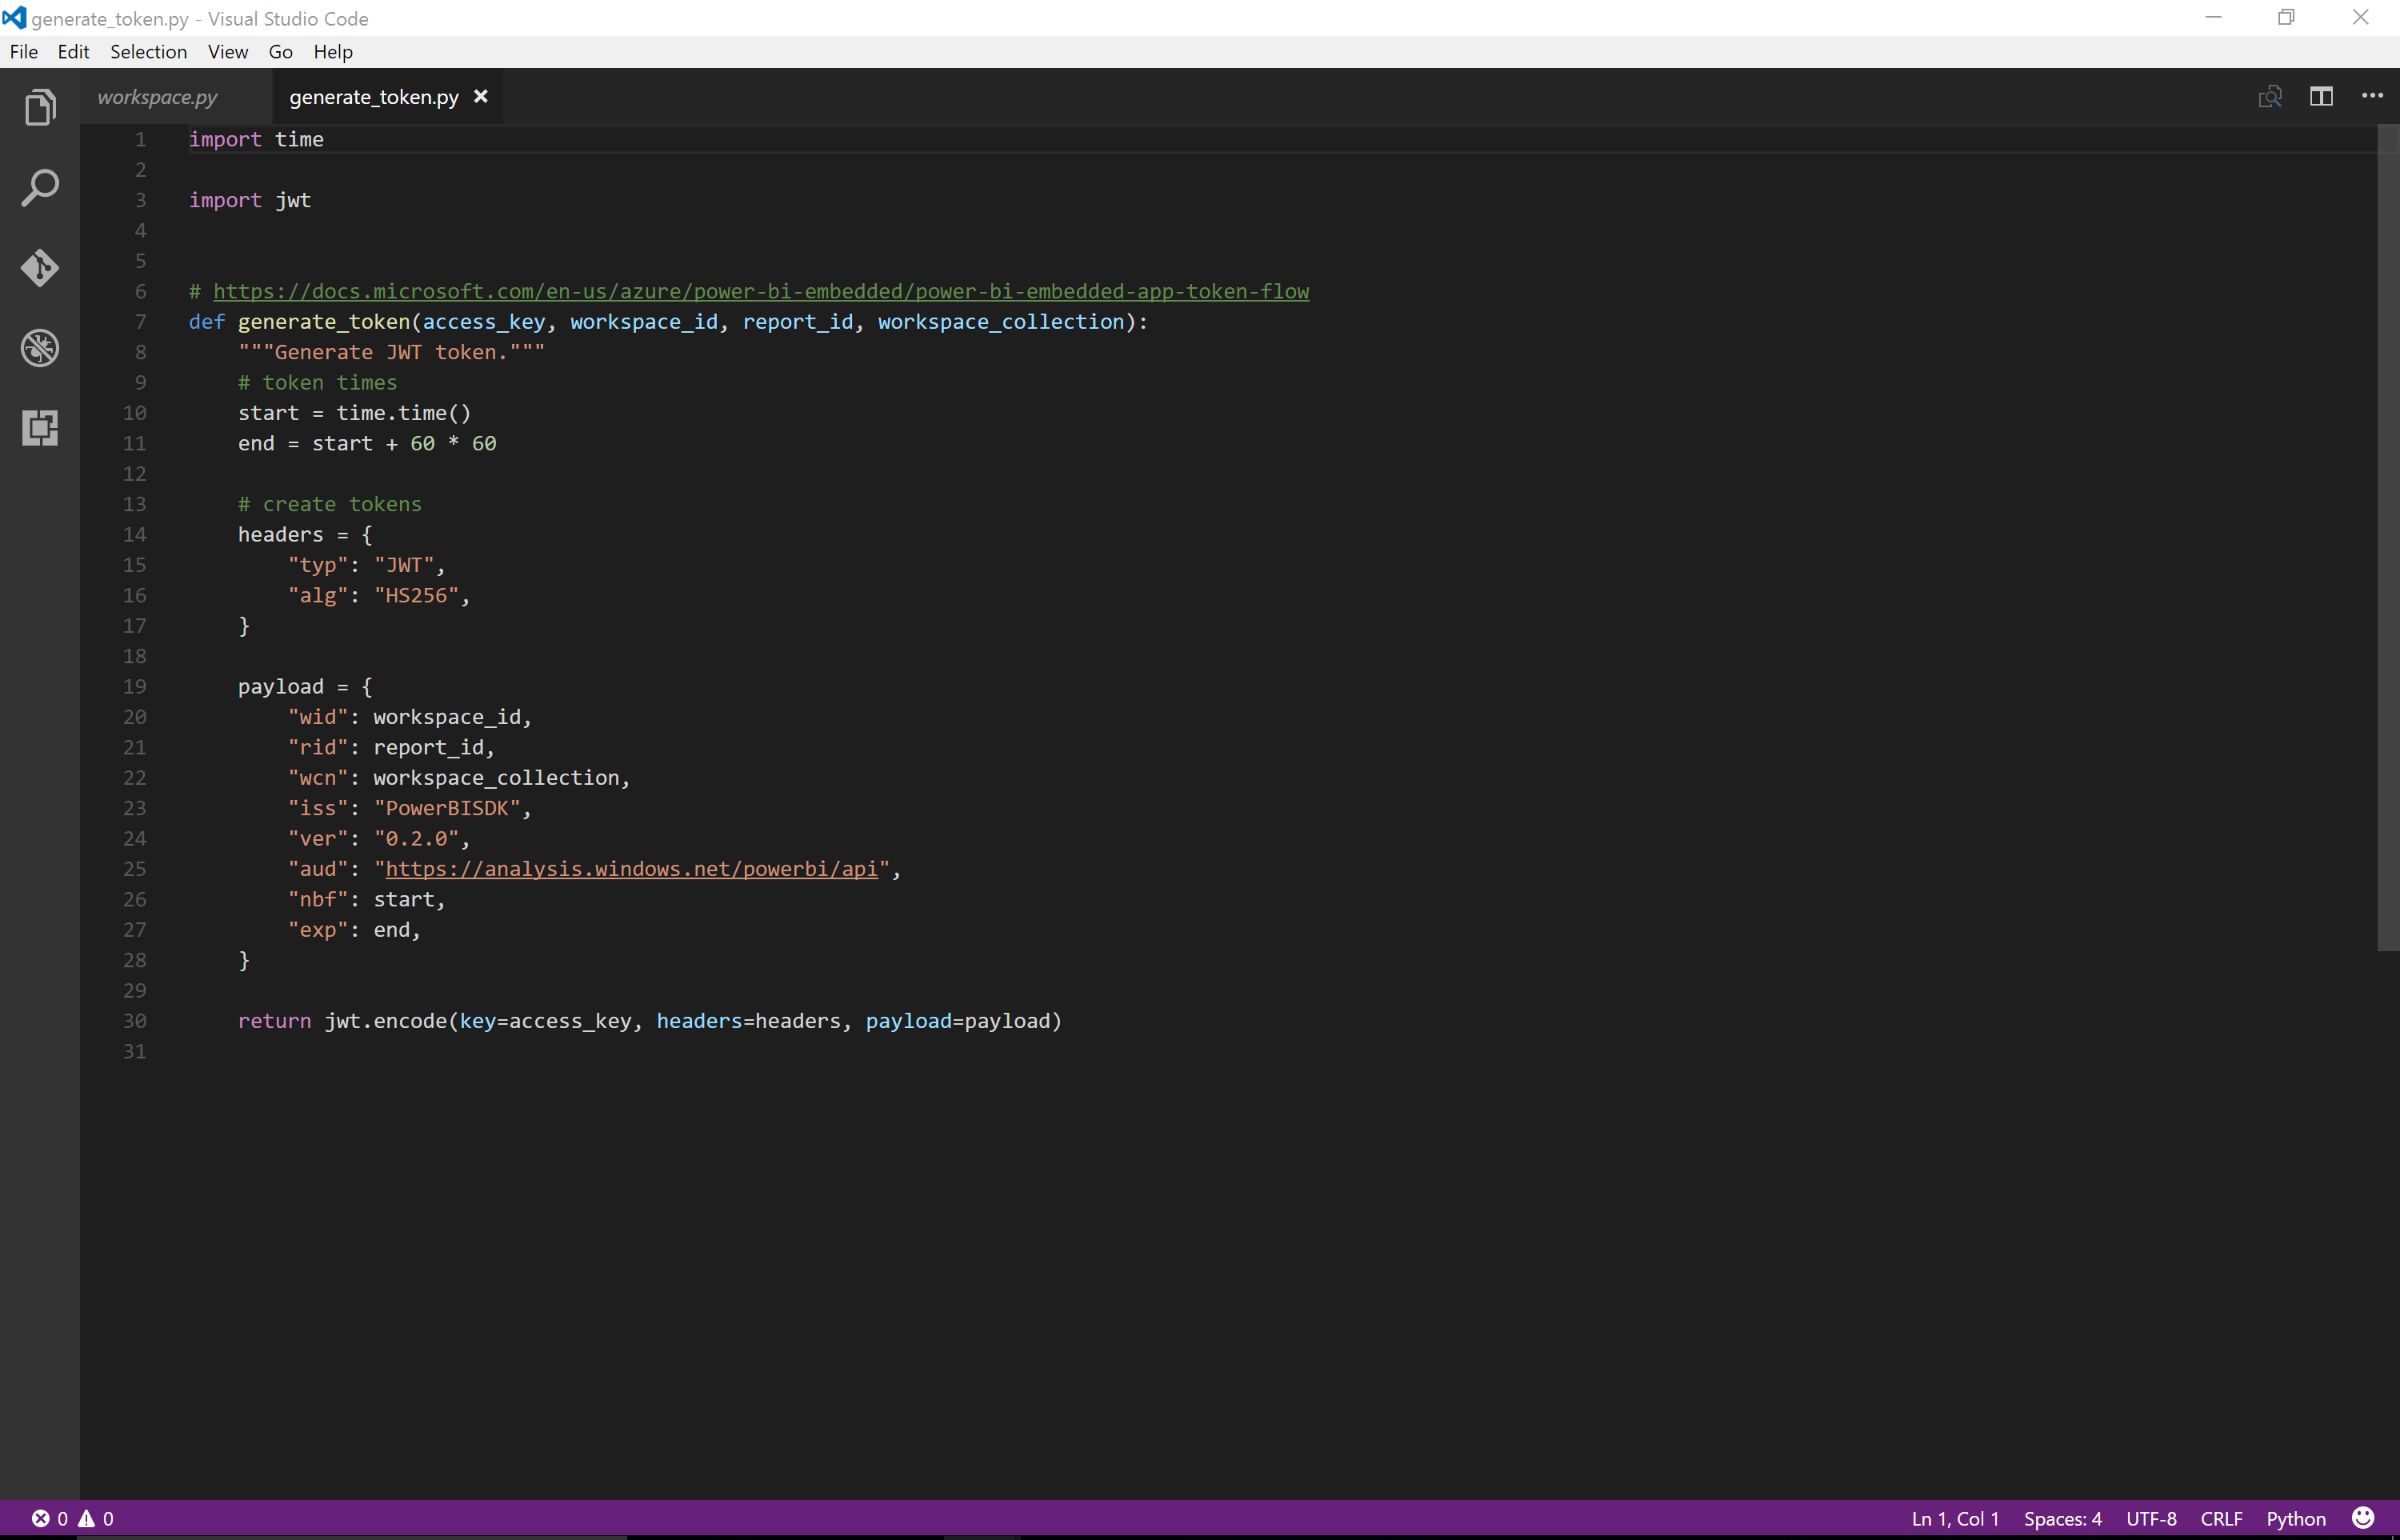 generate_token.py - Visual Studio Code
File Edit Selection View Go Help
workspace.py generate_token.py
1 import time
2
3 import jwt
4
5
6 # https://docs.microsoft.com/en-us/azure/power-bi-embedded/power-bi-embedded-app-token-flow
7 def generate_token(access_key, workspace_id, report_id, workspace_collection):
8     """Generate JWT token."""
9     # token times
10     start = time.time()
11     end = start + 60 * 60
12
13     # create tokens
14     headers = {
15         "typ": "JWT",
16         "alg": "HS256",
17     }
18
19     payload = {
20         "wid": workspace_id,
21         "rid": report_id,
22         "wcn": workspace_collection,
23         "iss": "PowerBISDK",
24         "ver": "0.2.0",
25         "aud": "https://analysis.windows.net/powerbi/api",
26         "nbf": start,
27         "exp": end,
28     }
29
30     return jwt.encode(key=access_key, headers=headers, payload=payload)
31
0 0 Ln 1, Col 1 Spaces: 4 UTF-8 CRLF Python